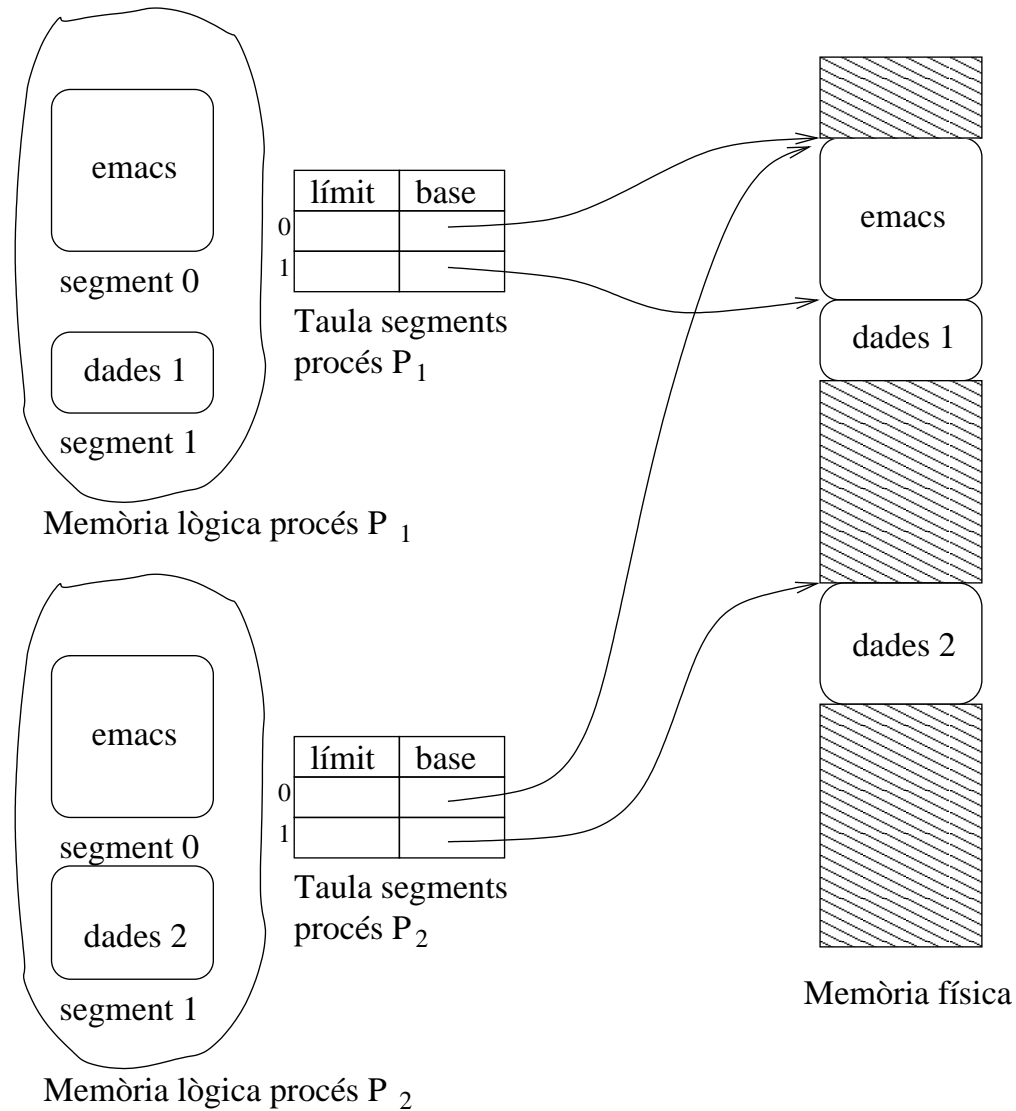 emacs
segment 0
dades 1
segment 1
Memòria lògica procés P 1
límit base
0
1
Taula segments
procés P 1
emacs
segment 0
dades 2
segment 1
Memòria lògica procés P 2
límit base
0
1
Taula segments
procés P 2
emacs
dades 1
dades 2
Memòria física